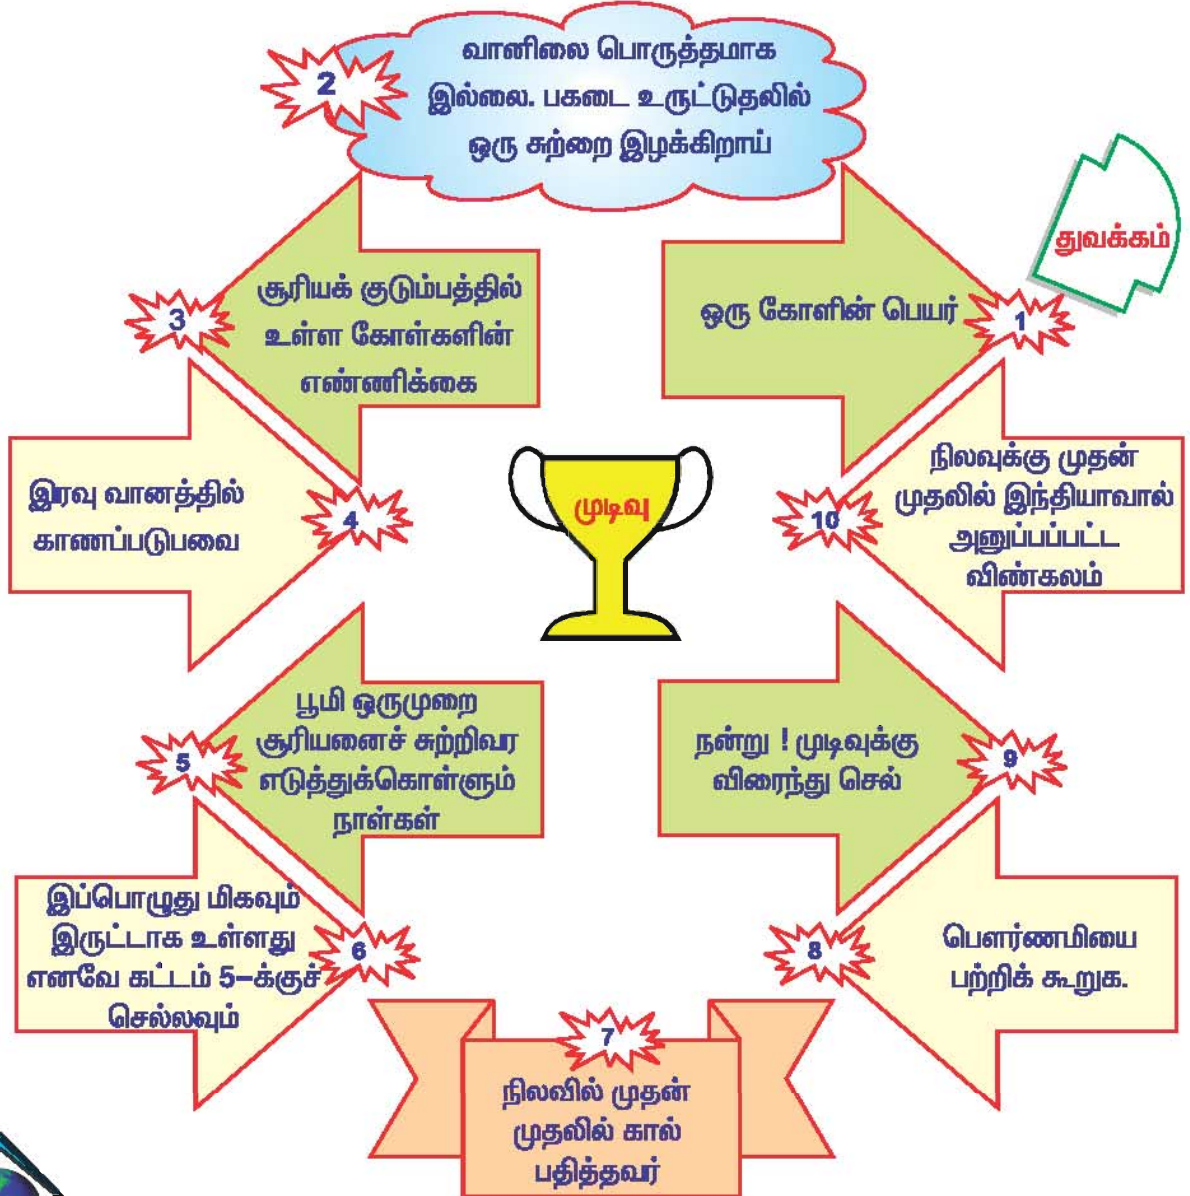 துவக்கம்
1
ஒரு கோளின் பெயர்
2
வானிலை பொருத்தமாக
இல்லை. பகடை உருட்டுதலில்
ஒரு சுற்றை இழக்கிறாய்
3
சூரியக் குடும்பத்தில்
உள்ள கோள்களின்
எண்ணிக்கை
4
இரவு வானத்தில்
காணப்படுபவை
5
பூமி ஒருமுறை
சூரியனைச் சுற்றிவர
எடுத்துக்கொள்ளும்
நாள்கள்
6
இப்பொழுது மிகவும்
இருட்டாக உள்ளது
எனவே கட்டம் 5–க்குச்
செல்லவும்
7
நிலவில் முதன்
முதலில் கால்
பதித்தவர்
8
பௌர்ணமியை
பற்றிக் கூறுக.
9
நன்று ! முடிவுக்கு
விரைந்து செல்
10
நிலவுக்கு முதன்
முதலில் இந்தியாவால்
அனுப்பப்பட்ட
விண்கலம்
முடிவு